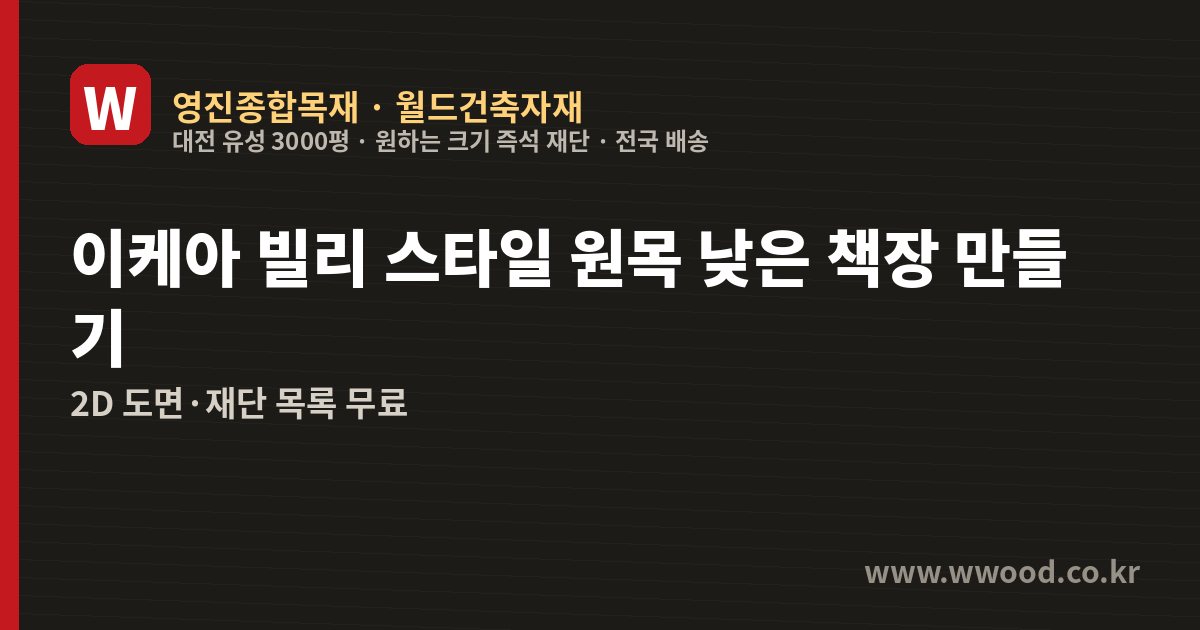 W
영진종합목재 · 월드건축자재
대전 유성 3000평 · 원하는 크기 즉석 재단 · 전국 배송
이케아 빌리 스타일 원목 낮은 책장 만들
기
2D 도면·재단 목록 무료
www.wwood.co.kr